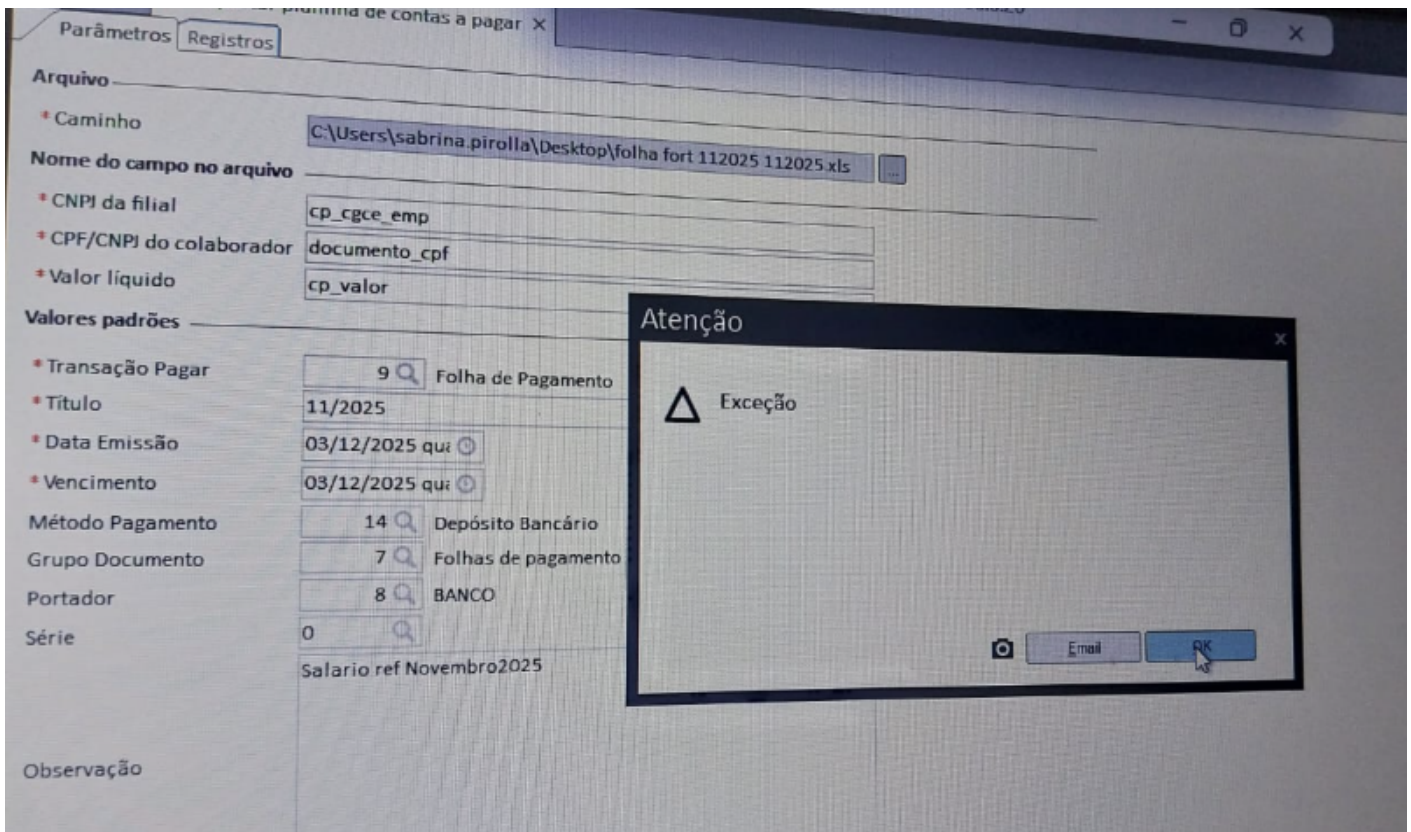 planilha de contas a pagar ×
Parâmetros Registros
Arquivo
* Caminho C:\Users\sabrina.pirolla\Desktop\folha fort 112025 112025.xls ...
Nome do campo no arquivo
* CNPJ da filial cp_cgce_emp
* CPF/CNPJ do colaborador documento_cpf
* Valor líquido cp_valor
Valores padrões
* Transação Pagar 9 Folha de Pagamento
* Título 11/2025
* Data Emissão 03/12/2025 qua
* Vencimento 03/12/2025 qua
Método Pagamento 14 Depósito Bancário
Grupo Documento 7 Folhas de pagamento
Portador 8 BANCO
Série 0
Salario ref Novembro2025
Observação
Atenção ×
Exceção
Email OK